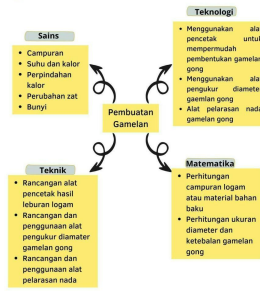 Teknologi
• Menggunakan alat
pencetak untuk
mempermudah
pembentukan gamelan
gong
• Menggunakan alat
pengukur diameter
gaemlan gong
• Alat pelarasan nada
gamelan gong
Sains
• Campuran
• Suhu dan kalor
• Perpindahan
kalor
• Perubahan zat
• Bunyi
Pembuatan
Gamelan
Teknik
• Rancangan alat
pencetak hasil
leburan logam
• Rancangan dan
penggunaan alat
pengukur diamater
gamelan gong
• Rancangan dan
penggunaan alat
pelarasan nada
Matematika
• Perhitungan
campuran logam
atau material bahan
baku
• Perhitungan ukuran
diameter dan
ketebalan gamelan
gong